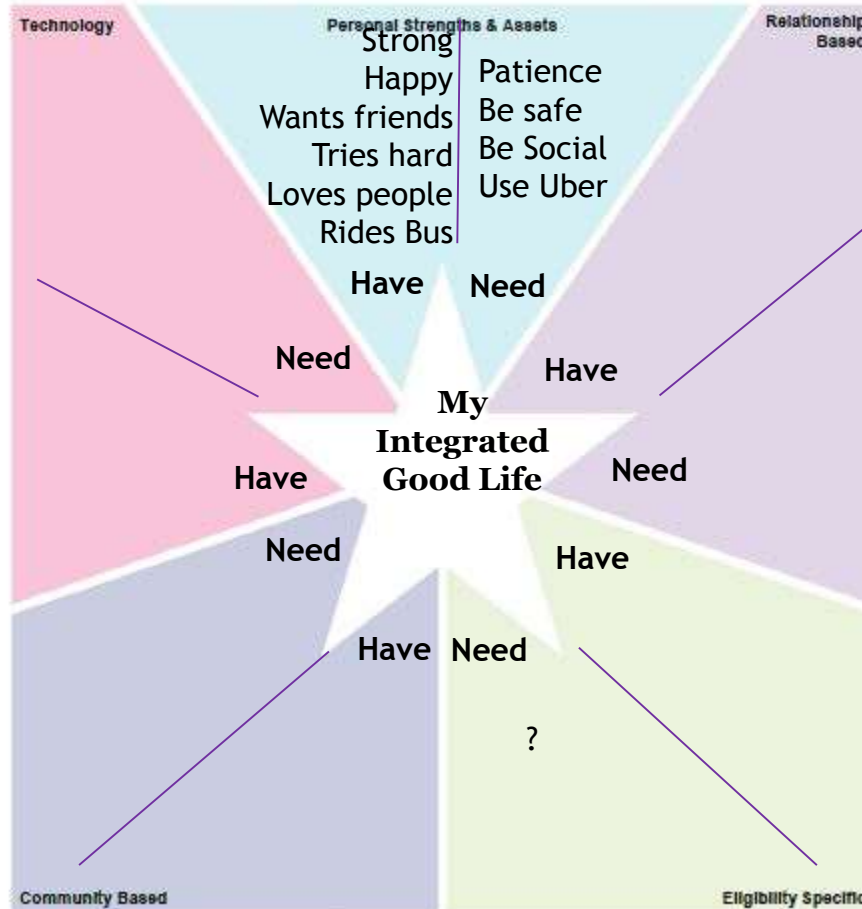 Technology
Personal Strengths & Assets
Relationship
Based
Strong
Happy
Wants friends
Tries hard
Loves people
Rides Bus
Patience
Be safe
Be Social
Use Uber
Have
Need
Need
Have
My
Integrated
Good Life
Have
Need
Need
Have
Have
Need
?
Community Based
Eligibility Specific